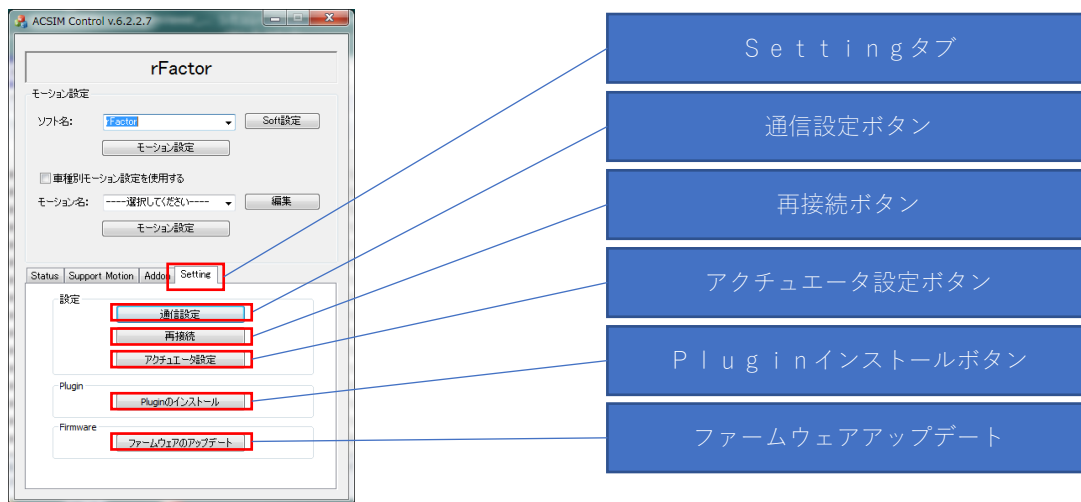 ACSIM Control v.6.2.2.7
rFactor
モーション設定
ソフト名:
rFactor
Soft設定
モーション設定
車種別モーション設定を使用する
モーション名:
----選択してください----
編集
モーション設定
Status
Support Motion
Addon
Setting
設定
通信設定
再接続
アクチュエータ設定
Plugin
Pluginのインストール
Firmware
ファームウェアのアップデート
Ｓｅｔｔｉｎｇタブ
通信設定ボタン
再接続ボタン
アクチュエータ設定ボタン
Ｐｌｕｇｉｎインストールボタン
ファームウェアアップデート